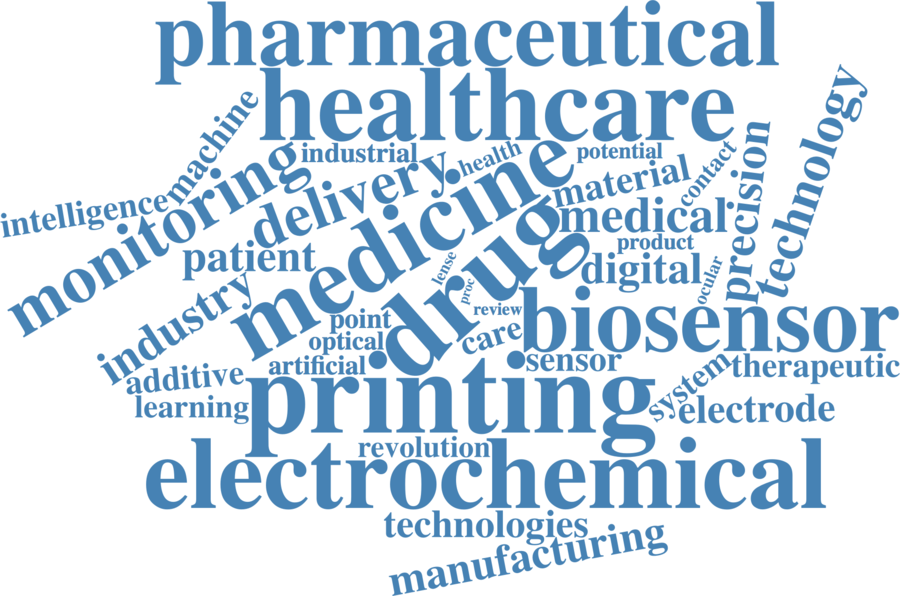 pharmaceutical
healthcare
machine
industrial
health
potential
contact
technology
precision
intelligence
monitoring
delivery
medicine
material
medical
patient
drug
product
digital
lense
proc
ocular
industry
point
review
biosensor
optical
care
additive
artificial
sensor
therapeutic
learning
printing
system
electrode
revolution
electrochemical
technologies
manufacturing